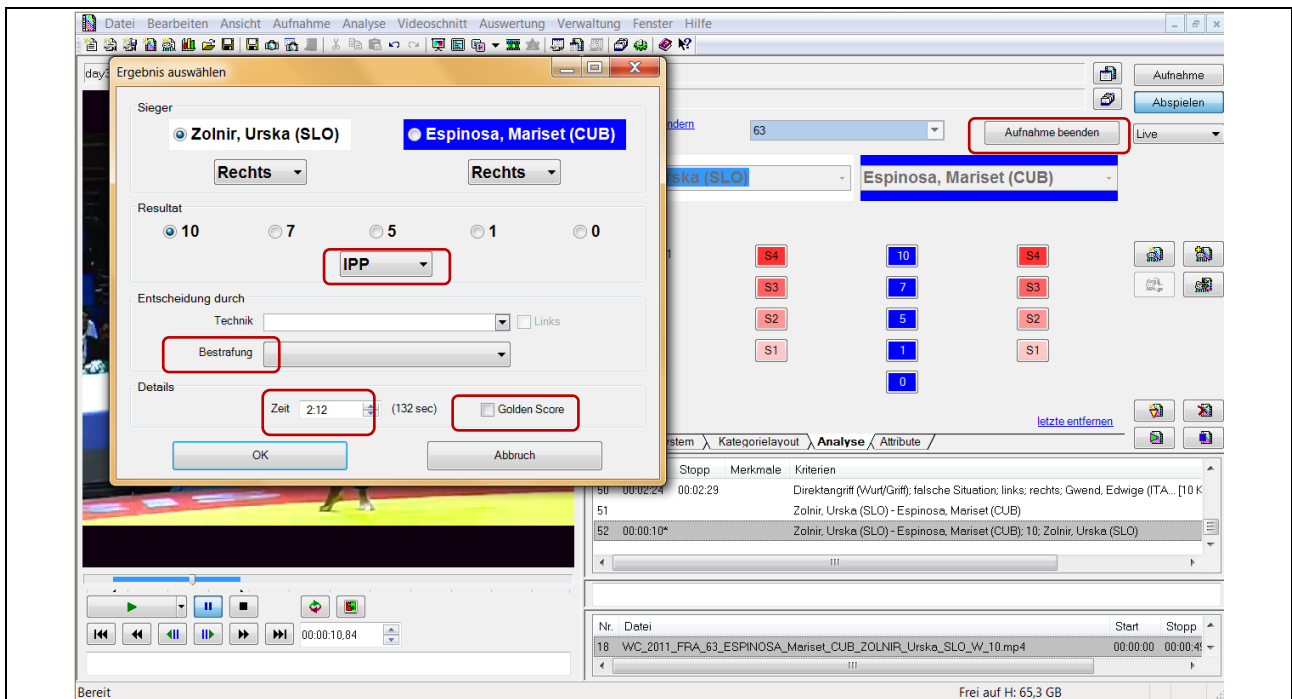 Datei Bearbeiten Ansicht Aufnahme Analyse Videoschnitt Auswertung Verwaltung Fenster Hilfe
day3
Ergebnis auswählen
Sieger
Zolnir, Urska (SLO) Espinosa, Mariset (CUB)
Rechts Rechts
Resultat
10 7 5 1 0
IPP
Entscheidung durch
Technik Links
Bestrafung
Details
Zeit 2:12 (132 sec) Golden Score
OK Abbruch
Aufnahme
Abspielen
ndern 63 Aufnahme beenden Live
rska (SLO) Espinosa, Mariset (CUB)
1 S4 10 S4
S3 7 S3
S2 5 S2
S1 1 S1
0
letzte entfernen
stem Kategorielayout Analyse Attribute
Stopp Merkmale Kriterien
50 00:02:24 00:02:29 Direktangriff (Wurf/Griff); falsche Situation; links; rechts; Gwend, Edwige (ITA... [10 K
51 Zolnir, Urska (SLO) - Espinosa, Mariset (CUB)
52 00:00:10* Zolnir, Urska (SLO) - Espinosa, Mariset (CUB); 10; Zolnir, Urska (SLO)
00:00:10,84
Nr. Datei Start Stopp
18 WC_2011_FRA_63_ESPINOSA_Mariset_CUB_ZOLNIR_Urska_SLO_W_10.mp4 00:00:00 00:00:4
Bereit Frei auf H: 65,3 GB